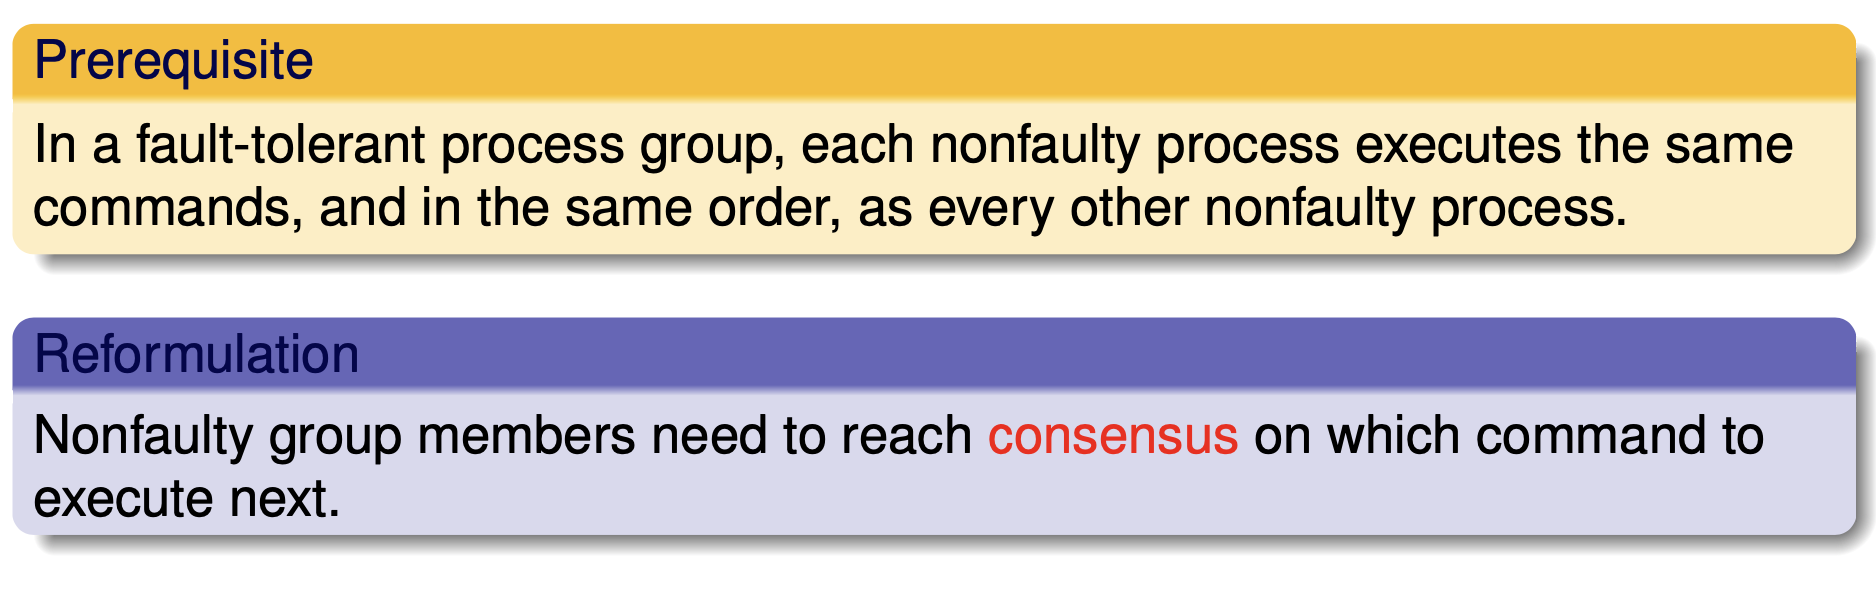 Prerequisite
In a fault-tolerant process group, each nonfaulty process executes the same
commands, and in the same order, as every other nonfaulty process.
Reformulation
Nonfaulty group members need to reach consensus on which command to
execute next.